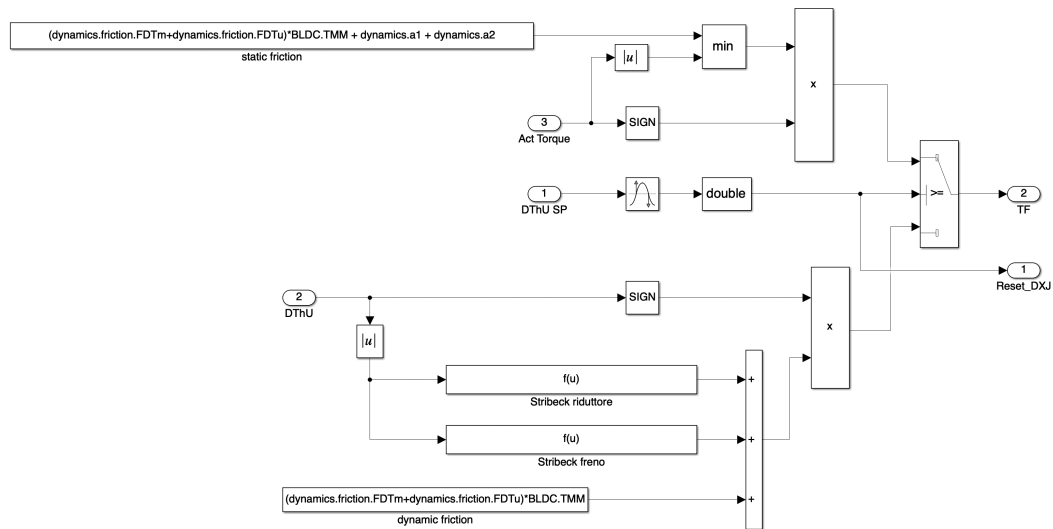 (dynamics.friction.FDTm+dynamics.friction.FDTu)*BLDC.TMM + dynamics.a1 + dynamics.a2
static friction
|u|
min
x
3
Act Torque
SIGN
1
DThU SP
double
>=
2
TF
1
Reset_DXJ
2
DThU
SIGN
x
|u|
f(u)
Stribeck riduttore
+
f(u)
Stribeck freno
+
(dynamics.friction.FDTm+dynamics.friction.FDTu)*BLDC.TMM
dynamic friction
+